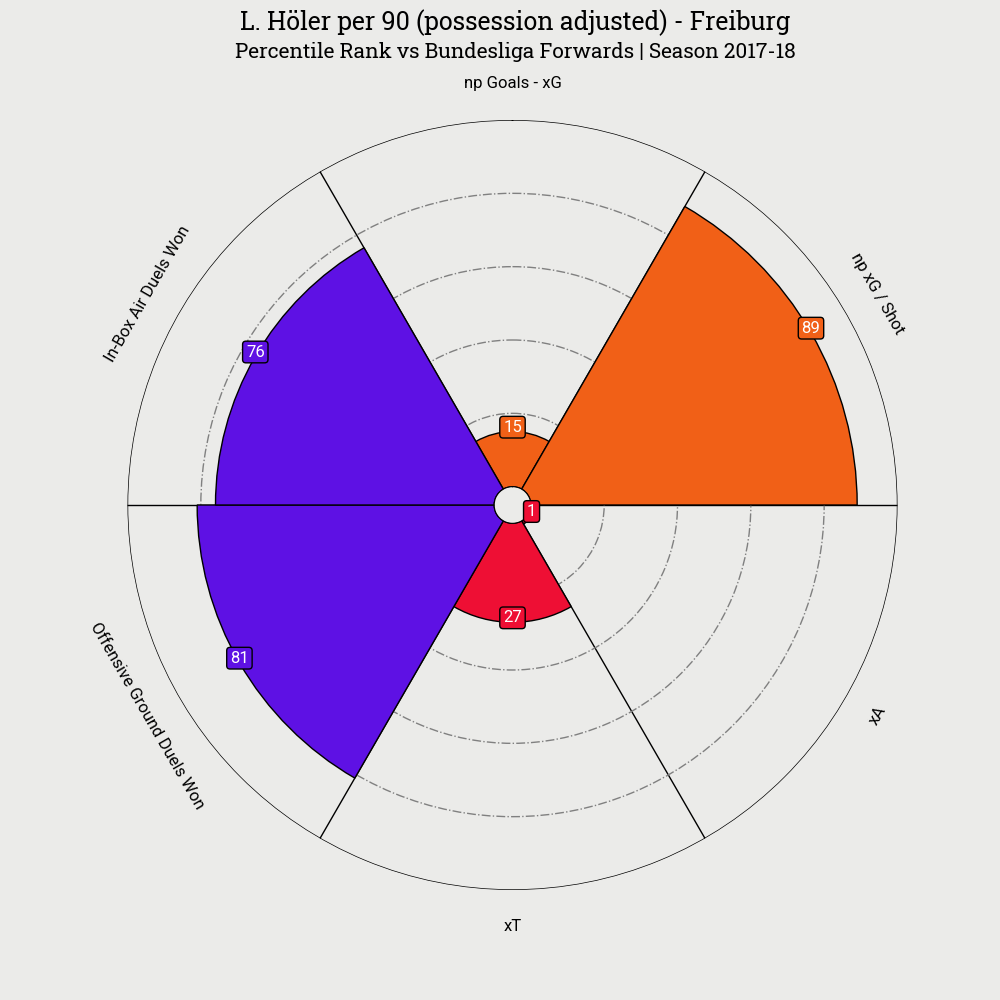 L. Höler per 90 (possession adjusted) - Freiburg
Percentile Rank vs Bundesliga Forwards | Season 2017-18
np Goals - xG
15
np xG / Shot
89
xA
1
xT
27
Offensive Ground Duels Won
81
In-Box Air Duels Won
76